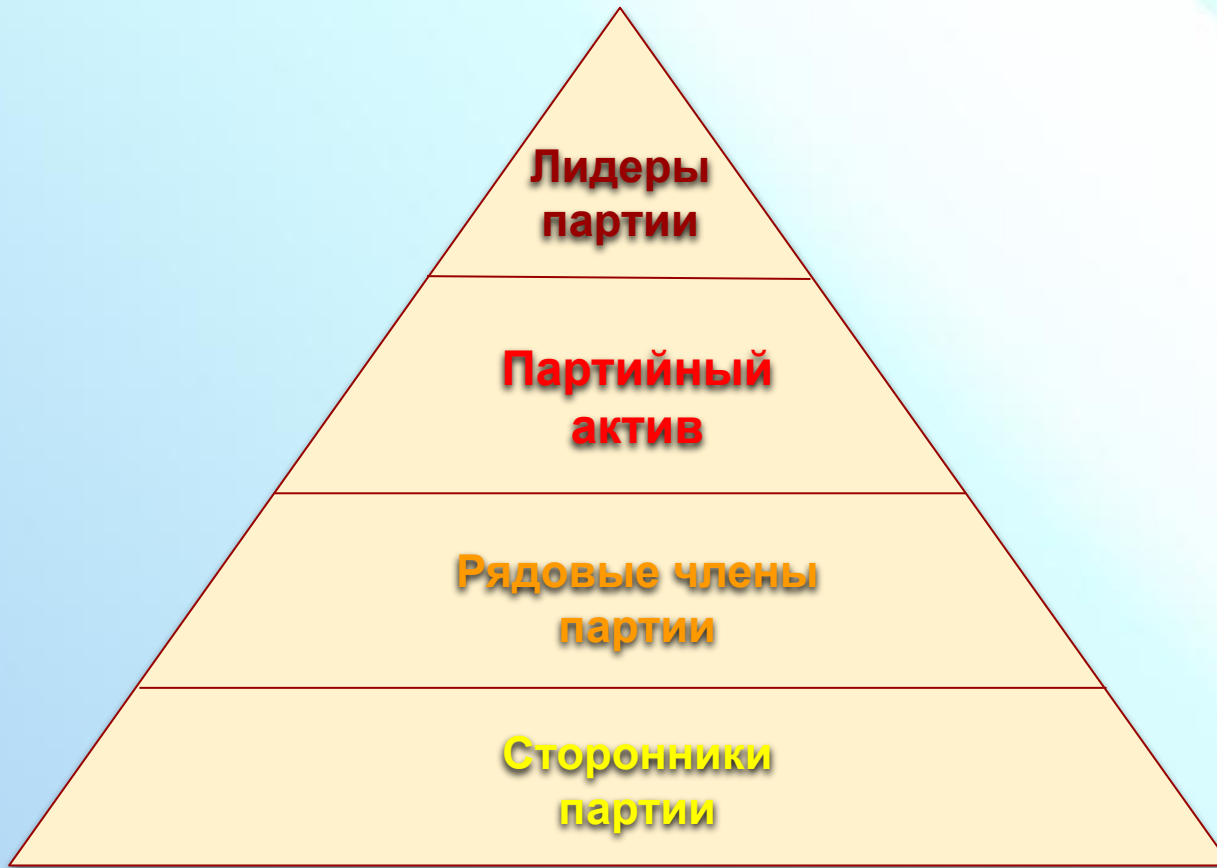 Лидеры
партии
Партийный
актив
Рядовые члены
партии
Сторонники
партии